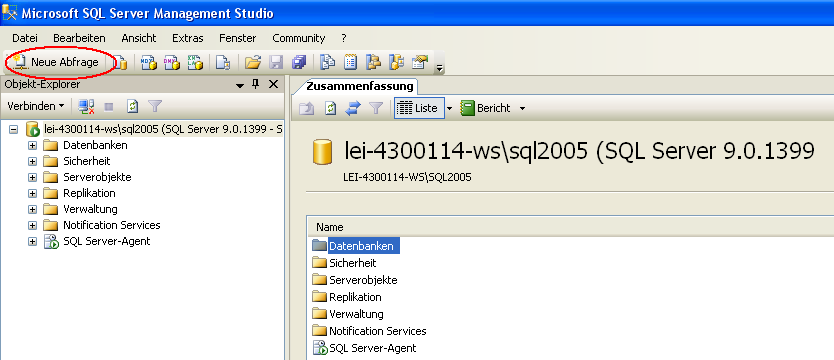 Microsoft SQL Server Management Studio
Datei Bearbeiten Ansicht Extras Fenster Community ?
Neue Abfrage
Objekt-Explorer
Verbinden
lei-4300114-ws\sql2005 (SQL Server 9.0.1399 - S
Datenbanken
Sicherheit
Serverobjekte
Replikation
Verwaltung
Notification Services
SQL Server-Agent
Zusammenfassung
Liste Bericht
lei-4300114-ws\sql2005 (SQL Server 9.0.1399
LEI-4300114-WS\SQL2005
Name
Datenbanken
Sicherheit
Serverobjekte
Replikation
Verwaltung
Notification Services
SQL Server-Agent